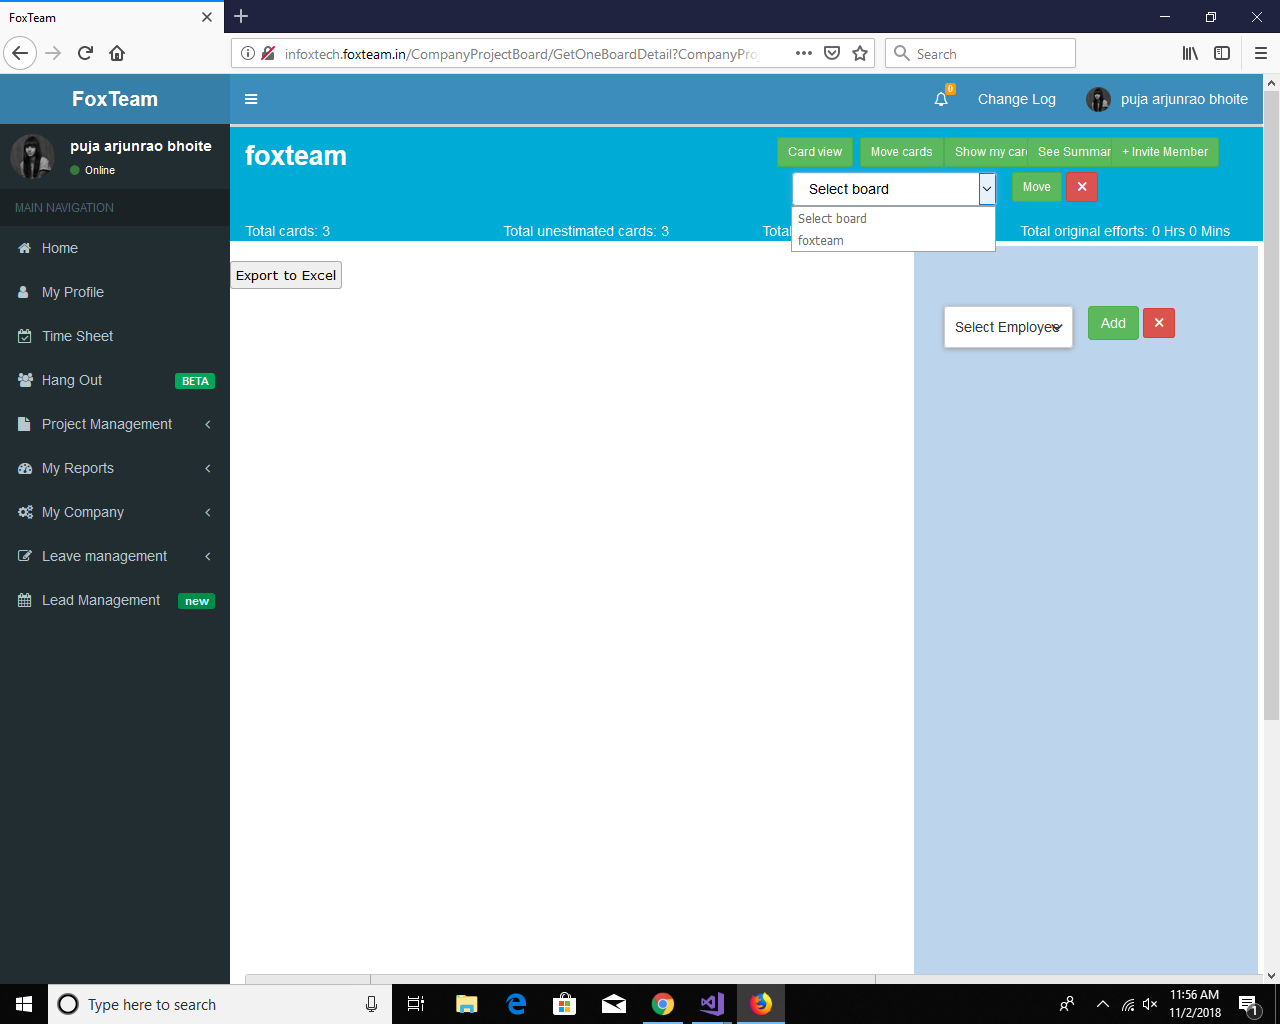 FoxTeam
infoxtech.foxteam.in/CompanyProjectBoard/GetOneBoardDetail?CompanyPro
Search
FoxTeam
0
Change Log
puja arjunrao bhoite
puja arjunrao bhoite
Online
MAIN NAVIGATION
Home
My Profile
Time Sheet
Hang Out
BETA
Project Management
My Reports
My Company
Leave management
Lead Management
new
foxteam
Card view
Move cards
Show my car
See Summar
+ Invite Member
Select board
Move
Select board
foxteam
Total cards: 3
Total unestimated cards: 3
Total
Total original efforts: 0 Hrs 0 Mins
Export to Excel
Select Employee
Add
Type here to search
11:56 AM
11/2/2018
1